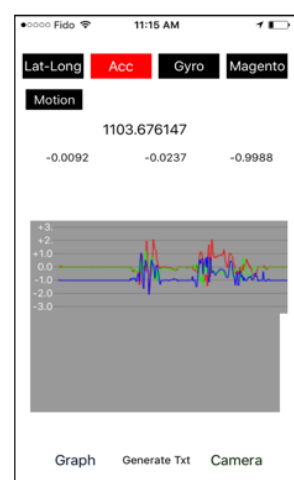 Fido 11:15 AM
Lat-Long Acc Gyro Magento
Motion
1103.676147
-0.0092 -0.0237 -0.9988
+3.
+2.
+1.0
0.0
-1.0
-2.0
-3.0
Graph Generate Txt Camera